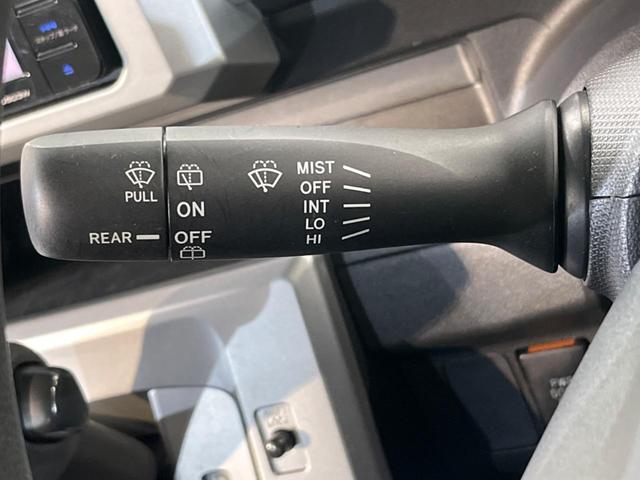 PULL
REAR
ON
OFF
MIST
OFF
INT
LO
HI